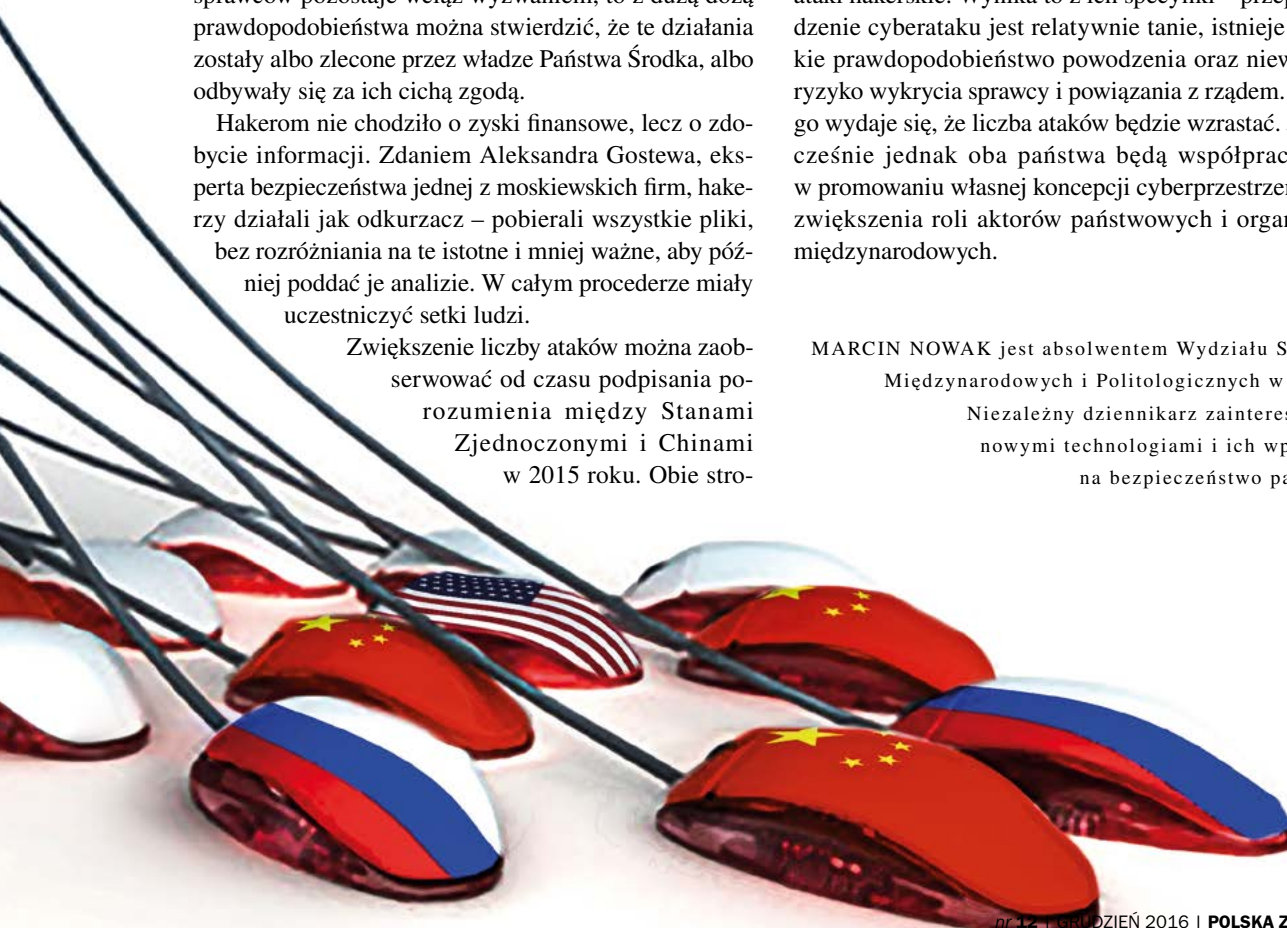 prawdopodobieństwa można stwierdzić, że te działania
zostały albo zlecone przez władze Państwa Środka, albo
odbywały się za ich cichą zgodą.
Hakerom nie chodziło o zyski finansowe, lecz o zdo-
bycie informacji. Zdaniem Aleksandra Gostewa, eks-
perta bezpieczeństwa jednej z moskiewskich firm, hake-
rzy działali jak odkurzacz – pobierali wszystkie pliki,
bez rozróżniania na te istotne i mniej ważne, aby póź-
niej poddać je analizie. W całym procederze miały
uczestniczyć setki ludzi.
Zwiększenie liczby ataków można zaob-
serwować od czasu podpisania po-
rozumienia między Stanami
Zjednoczonymi i Chinami
w 2015 roku. Obie stro-
dzenie cyberataku jest relatywnie tanie, istnieje
kie prawdopodobieństwo powodzenia oraz niew
ryzyko wykrycia sprawcy i powiązania z rządem.
go wydaje się, że liczba ataków będzie wzrastać.
cześnie jednak oba państwa będą współprac
w promowaniu własnej koncepcji cyberprzestrzen
zwiększenia roli aktorów państwowych i organ
międzynarodowych.
MARCIN NOWAK jest absolwentem Wydziału S
Międzynarodowych i Politologicznych w
Niezależny dziennikarz zainteres
nowymi technologiami i ich wp
na bezpieczeństwo pa
nr 12 | GRUDZIEŃ 2016 | POLSKA Z